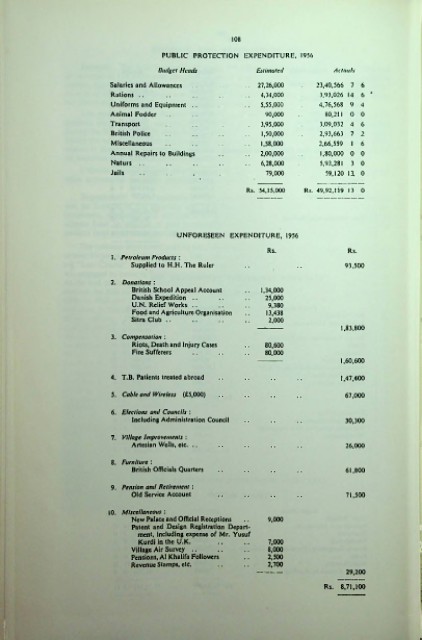 108
PUBLIC PROTECTION EXPENDITURE, 1956
Budget Heads Estimated Actuals
Salaries and Allowances .. 27,26,000 23,40,566 7 6
Rations .. 4,34,000 3,93,026 14 6
Uniforms and Equipment .. 5,55,000 4,76,568 9 4
Animal Fodder .. 90,000 80,211 0 0
Transport 3,95,000 3,09,032 4 6
British Police 1,50,000 2,93,663 7 2
Miscellaneous 1,58,000 2,66,559 1 6
Annual Repairs to Buildings 2,00,000 1,80,000 0 0
Naturs .. 6,28,000 5,93,281 3 0
Jails 79,000 59,120 13 0
Rs. 54,15,000 Rs. 49,92,139 13 0
UNFORESEEN EXPENDITURE, 1956
Rs. Rs.
1. Petroleum Products :
Supplied to H.H. The Ruler .. .. 93,500
2. Donations :
British School Appeal Account .. 1,34,000
Danish Expedition .. .. 25,000
U.N. Relief Works .. .. 9,380
Food and Agriculture Organisation .. 13,438
Sitra Club .. .. .. 2,000
1,83,800
3. Compensation :
Riots, Death and Injury Cases .. 80,600
Fire Sufferers .. .. 80,000
1,60,600
4. T.B. Patients treated abroad .. .. .. .. 1,47,400
5. Cable and Wireless (£5,000) .. .. .. .. 67,000
6. Elections and Councils :
Including Administration Council .. .. .. 30,300
7. Village Improvements :
Artesian Wells, etc. .. .. .. .. 26,000
8. Furniture :
British Officials Quarters .. .. .. .. 61,800
9. Pension and Retirement :
Old Service Account .. .. .. .. 71,500
10. Miscellaneous :
New Palace and Official Receptions .. 9,000
Patent and Design Registration Depart-
ment, including expense of Mr. Yusuf
Kurdi in the U.K. .. .. 7,000
Village Air Survey .. .. 8,000
Pensions, Al Khalifa Followers .. 2,500
Revenue Stamps, etc. .. .. 2,700
29,200
Rs. 8,71,100